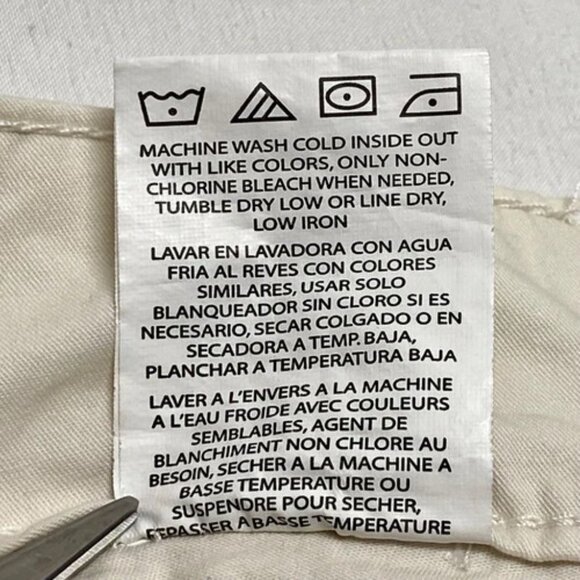 MACHINE WASH COLD INSIDE OUT
WITH LIKE COLORS, ONLY NON-
CHLORINE BLEACH WHEN NEEDED,
TUMBLE DRY LOW OR LINE DRY,
LOW IRON
LAVAR EN LAVADORA CON AGUA
FRIA AL REVES CON COLORES
SIMILARES, USAR SOLO
BLANQUEADOR SIN CLORO SI ES
NECESARIO, SECAR COLGADO O EN
SECADORA A TEMP. BAJA,
PLANCHAR A TEMPERATURA BAJA
LAVER A L'ENVERS A LA MACHINE
A L'EAU FROIDE AVEC COULEURS
SEMBLABLES, AGENT DE
BLANCHIMENT NON CHLORE AU
BESOIN, SECHER A LA MACHINE A
BASSE TEMPERATURE OU
SUSPENDRE POUR SECHER,
REPASSER A BASSE TEMPERATURE